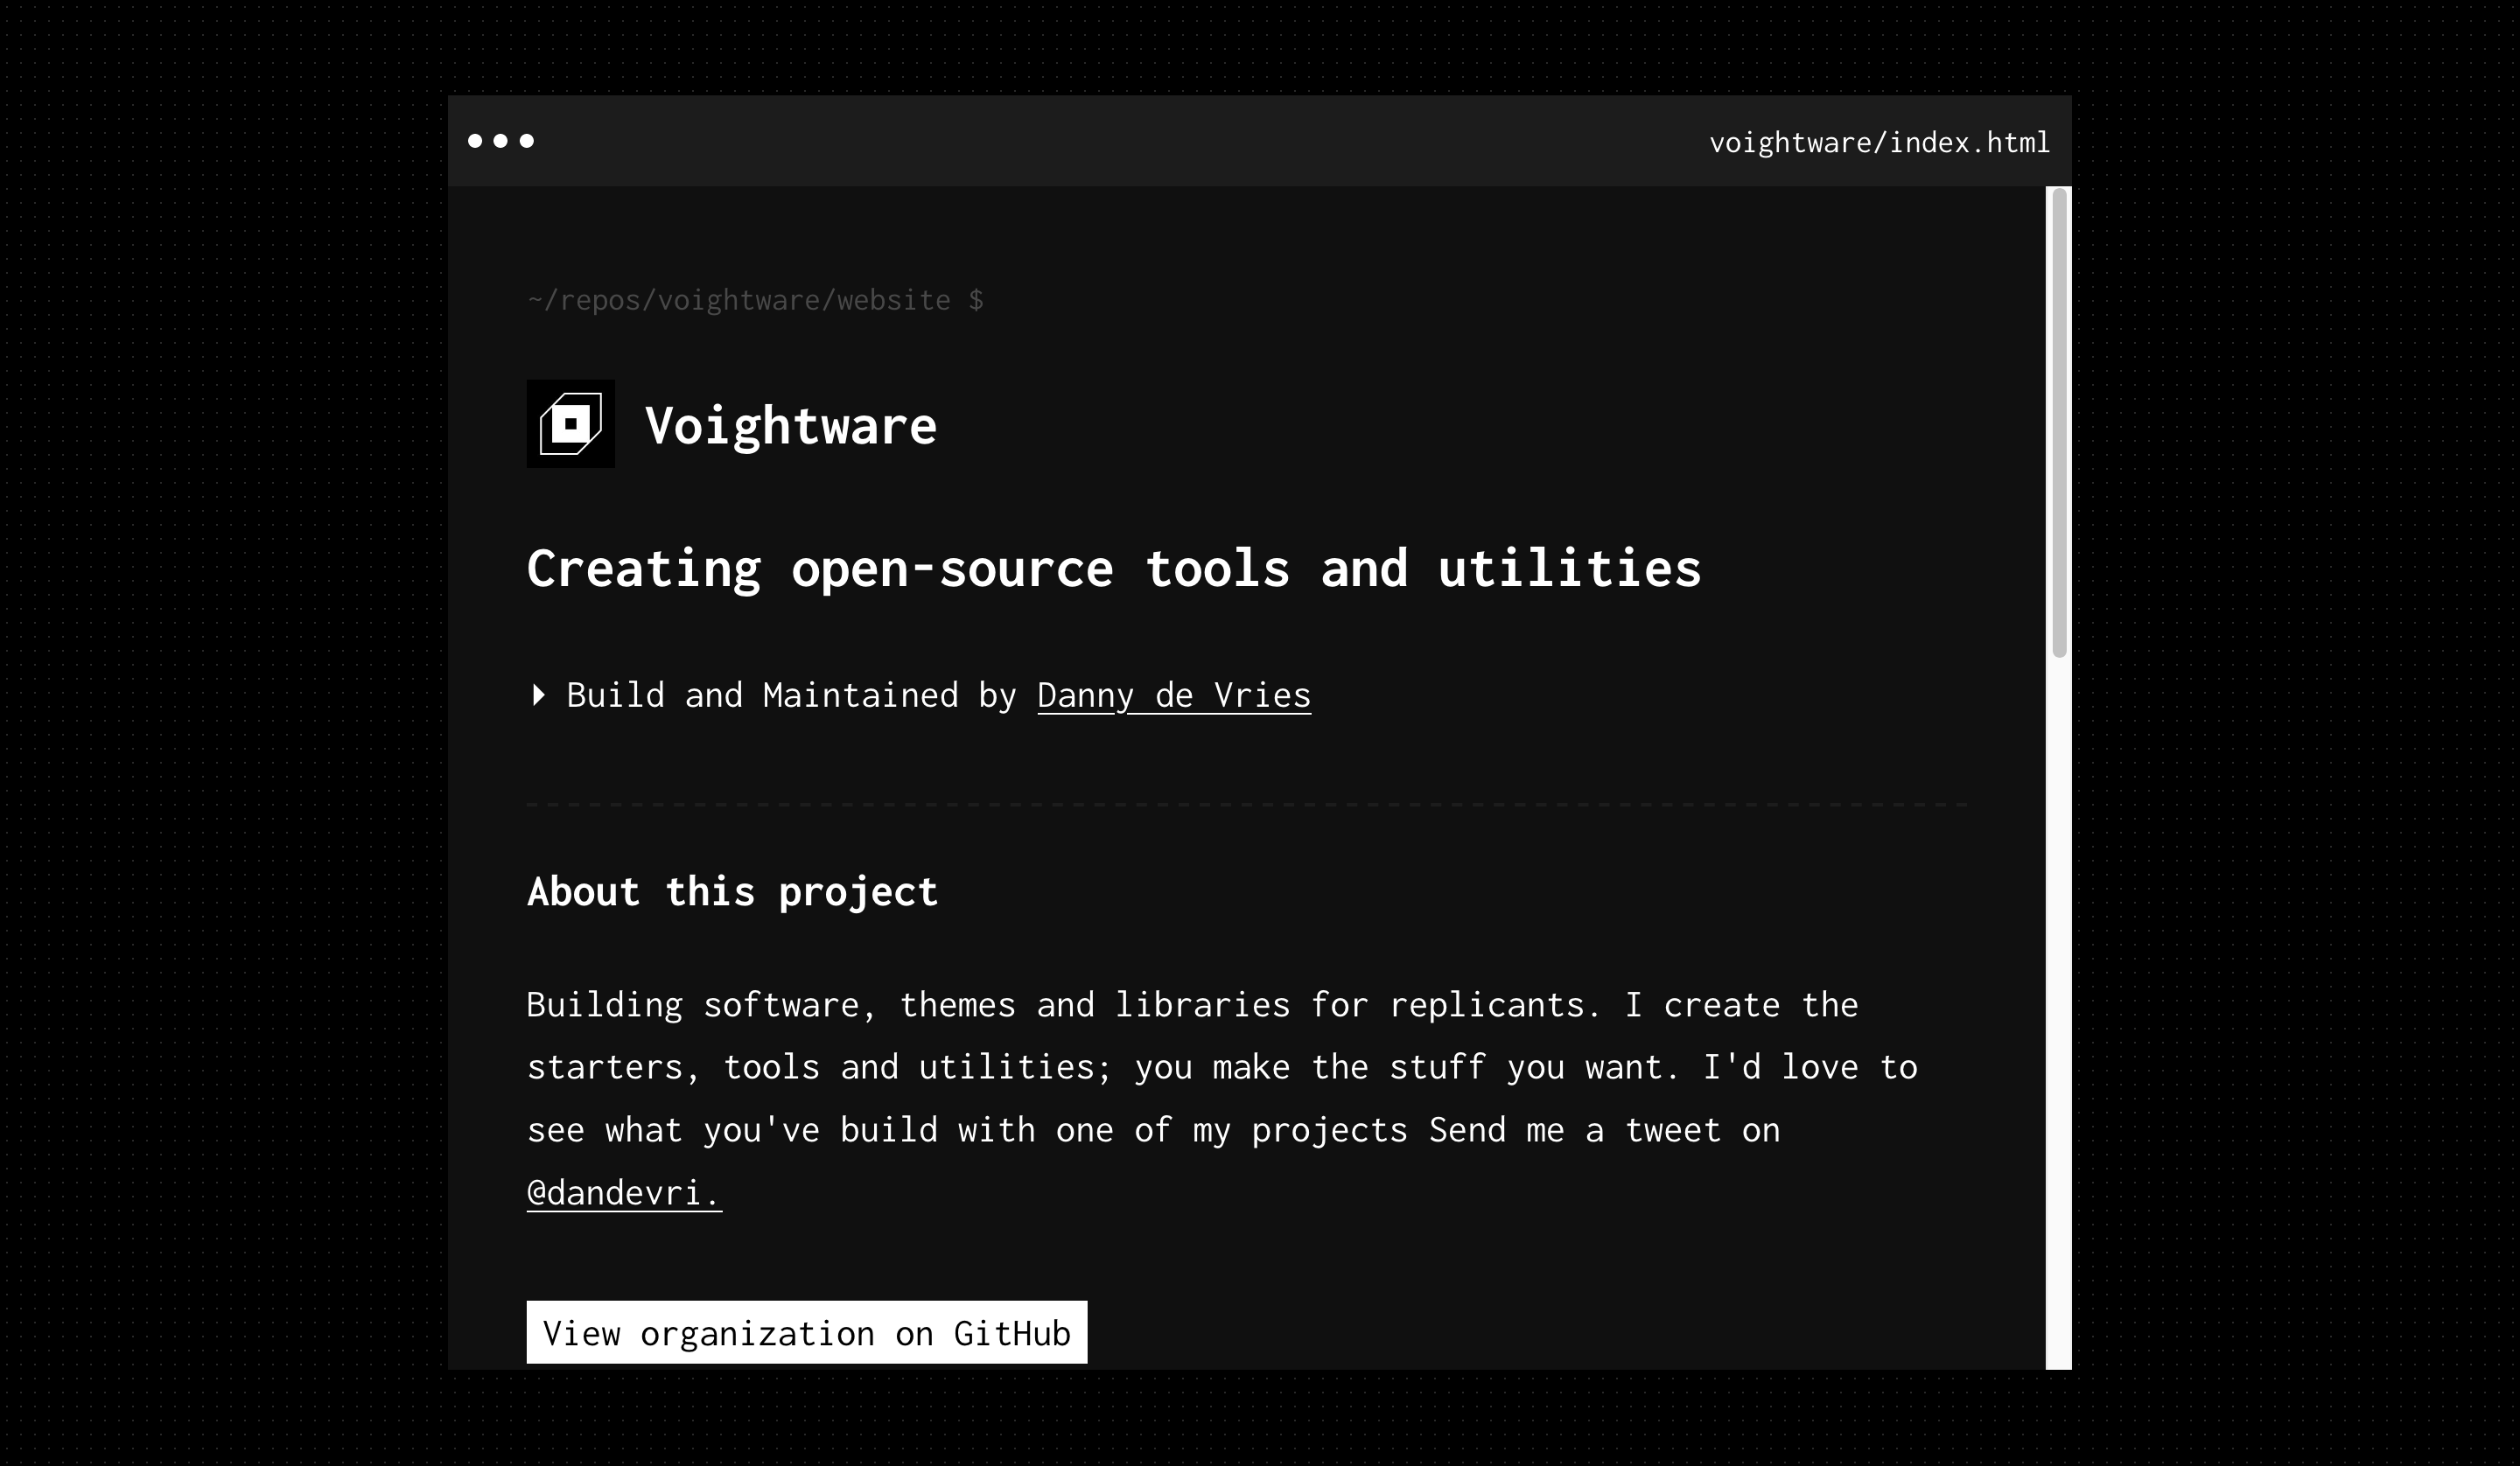 voightware/index.html
~/repos/voightware/website $
Voightware
Creating open-source tools and utilities
Build and Maintained by Danny de Vries
About this project
Building software, themes and libraries for replicants. I create the
starters, tools and utilities; you make the stuff you want. I'd love to
see what you've build with one of my projects Send me a tweet on
@dandevri.
View organization on GitHub